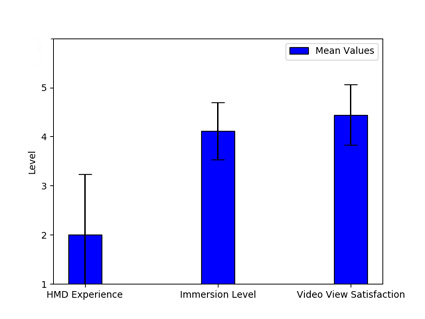 Mean Values
5
4
3
2
1
Level
HMD Experience
Immersion Level
Video View Satisfaction